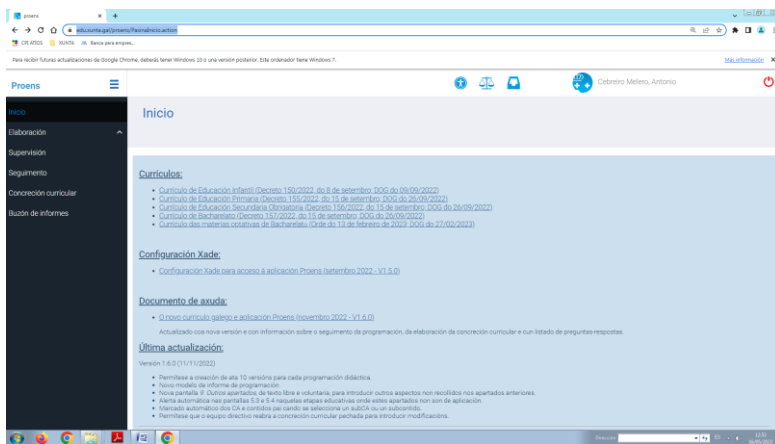 proens
edu.xunta.gal/proens/PaxinaInicio.action
XUNTA
Banca para empres...
Para recibir futuras actualizaciones de Google Chrome, deberás tener Windows 10 o una versión posterior. Este ordenador tiene Windows 7.
Más información
Proens
Cebreiro Melero, Antonio
Inicio
Elaboración
Supervisión
Seguimento
Concreción curricular
Buzón de informes
Inicio
Currículos:
Currículo de Educación Infantil (Decreto 150/2022, do 8 de setembro; DOG do 09/09/2022)
Currículo de Educación Primaria (Decreto 155/2022, do 15 de setembro; DOG do 26/09/2022)
Currículo de Educación Secundaria Obrigatoria (Decreto 156/2022, do 15 de setembro; DOG do 26/09/2022)
Currículo de Bacharelato (Decreto 157/2022, do 15 de setembro; DOG do 26/09/2022)
Currículo das materias optativas de Bacharelato (Orde do 13 de febreiro de 2023; DOG do 27/02/2023)
Configuración Xade:
Configuración Xade para acceso á aplicación Proens (setembro 2022 - V1.5.0)
Documento de axuda:
O novo currículo galego e aplicación Proens (novembro 2022 - V1.6.0)
Actualizado coa nova versión e con información sobre o seguimento da programación, da elaboración da concreción curricular e cun listado de preguntas-respostas.
Última actualización:
Versión 1.6.0 (11/11/2022)
Permítese a creación de ata 10 versións para cada programación didáctica.
Novo modelo de informe de programación.
Nova pantalla 9. Outros apartados, de texto libre e voluntaria, para introducir outros aspectos non recollidos nos apartados anteriores.
Alerta automática nas pantallas 5.3 e 5.4 naquelas etapas educativas onde estes apartados non son de aplicación.
Marcado automático dos CA e contidos pai cando se selecciona un subCA ou un subcontido.
Permítese que o equipo directivo reabra a concreción curricular pechada para introducir modificacións.